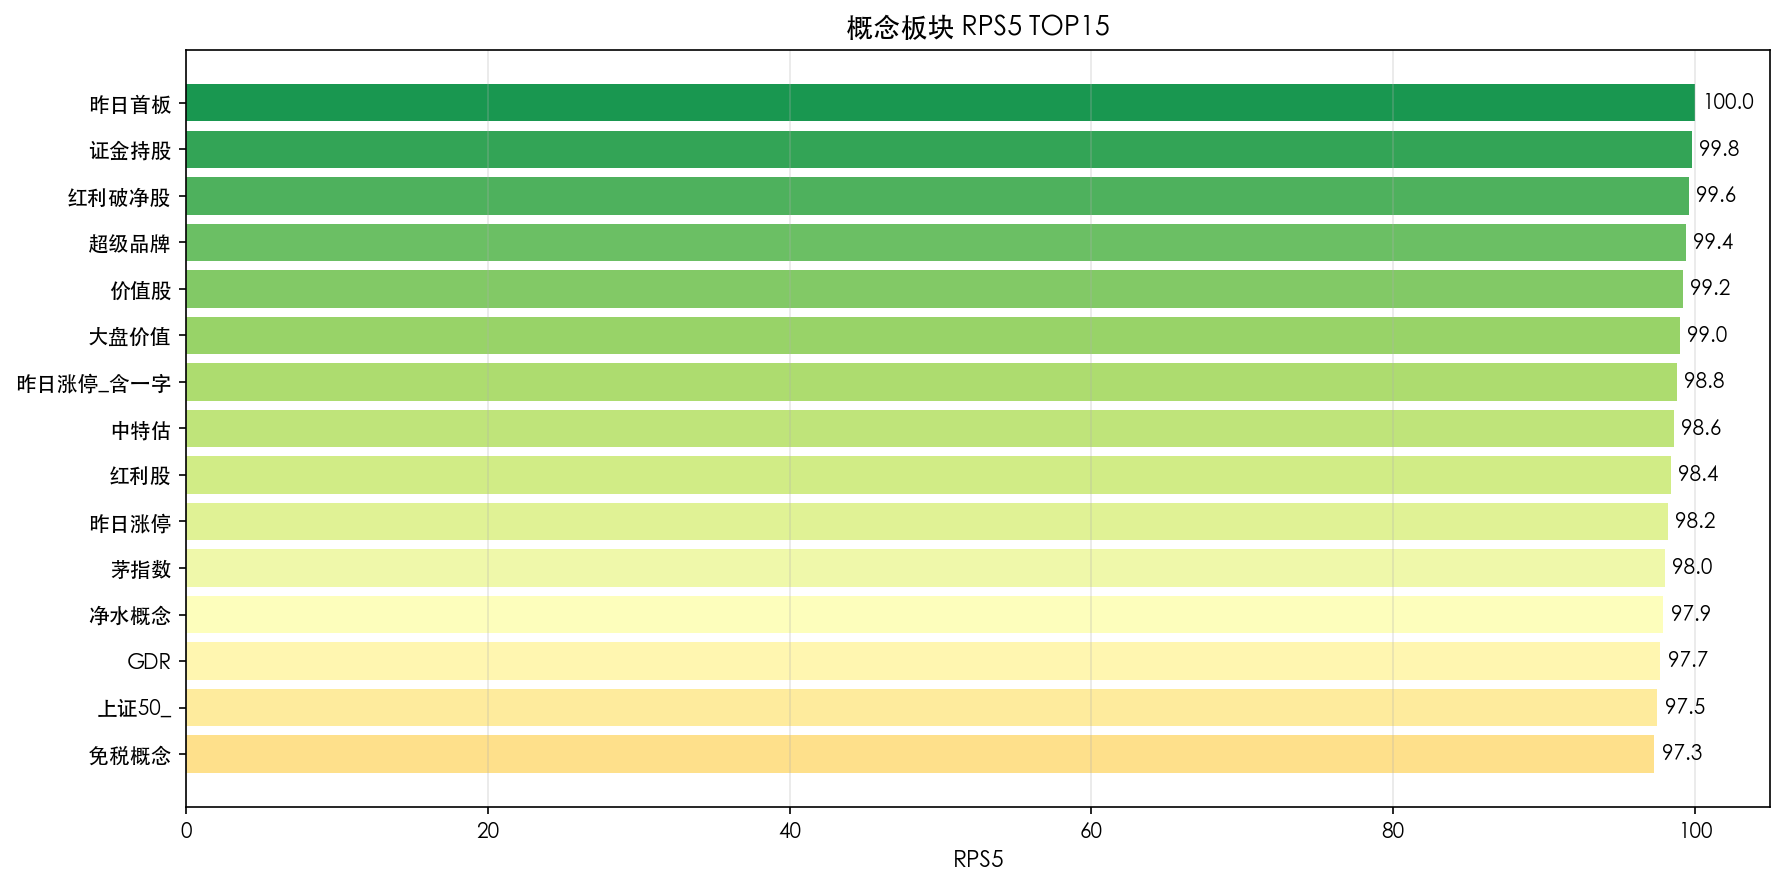 概念板块 RPS5 TOP15
昨日首板 100.0
证金持股 99.8
红利破净股 99.6
超级品牌 99.4
价值股 99.2
大盘价值 99.0
昨日涨停_含一字 98.8
中特估 98.6
红利股 98.4
昨日涨停 98.2
茅指数 98.0
净水概念 97.9
GDR 97.7
上证50_ 97.5
免税概念 97.3
0 20 40 60 80 100
RPS5